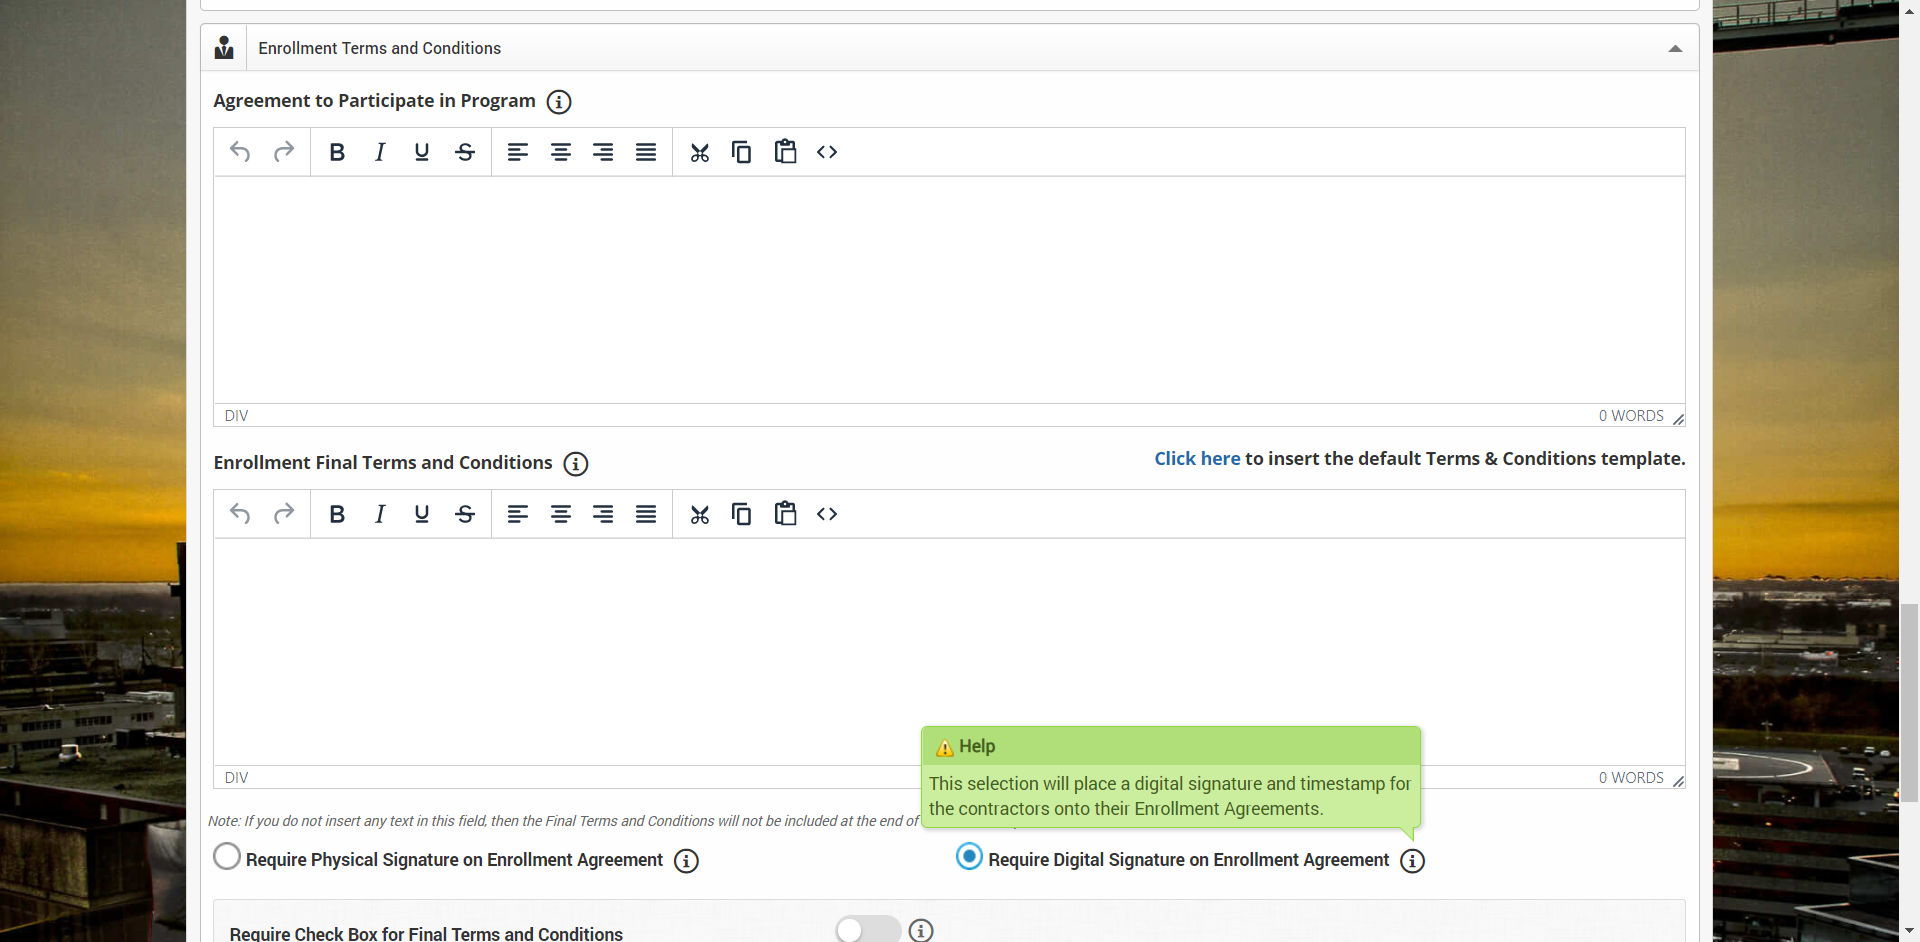 Enrollment Terms and Conditions
Agreement to Participate in Program
DIV
0 WORDS
Enrollment Final Terms and Conditions
Click here to insert the default Terms & Conditions template.
DIV
0 WORDS
Help
This selection will place a digital signature and timestamp for
the contractors onto their Enrollment Agreements.
Note: If you do not insert any text in this field, then the Final Terms and Conditions will not be included at the end of
Require Physical Signature on Enrollment Agreement
Require Digital Signature on Enrollment Agreement
Require Check Box for Final Terms and Conditions